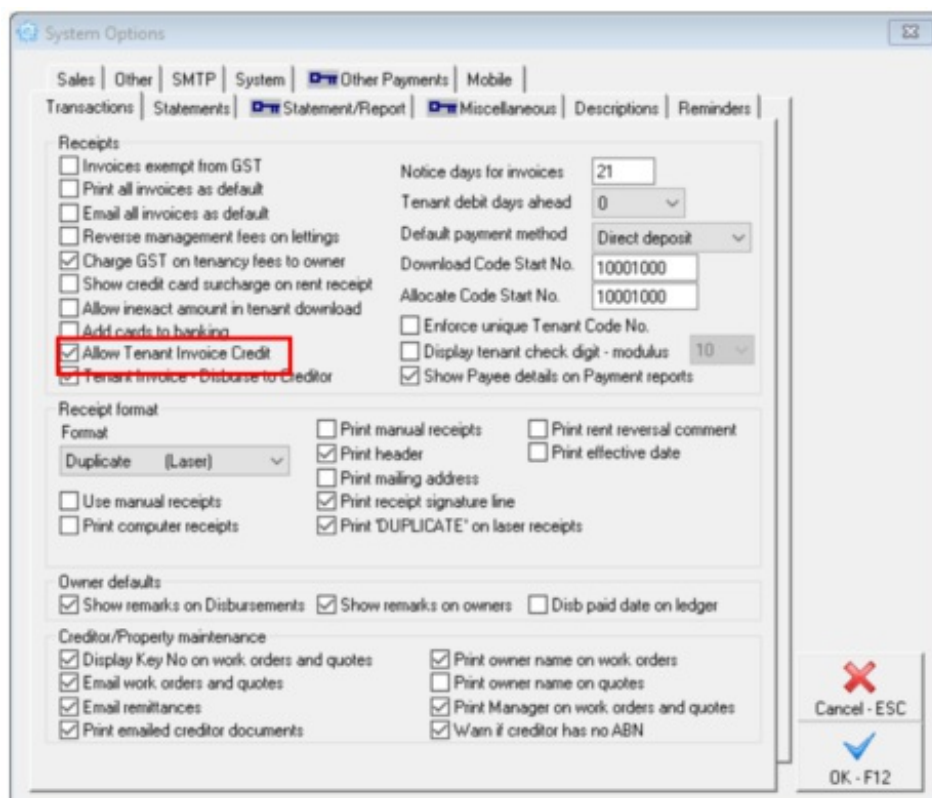 System Options
Sales Other SMTP System Other Payments Mobile
Transactions Statements Statement/Report Miscellaneous Descriptions Reminders
Receipts
Invoices exempt from GST
Print all invoices as default
Email all invoices as default
Reverse management fees on lettings
Charge GST on tenancy fees to owner
Show credit card surcharge on rent receipt
Allow inexact amount in tenant download
Add cards to banking
Allow Tenant Invoice Credit
Tenant Invoice - Disburse to Creditor
Notice days for invoices 21
Tenant debit days ahead 0
Default payment method Direct deposit
Download Code Start No. 10001000
Allocate Code Start No. 10001000
Enforce unique Tenant Code No.
Display tenant check digit - modulus 10
Show Payee details on Payment reports
Receipt format
Format
Duplicate (Laser)
Use manual receipts
Print computer receipts
Print manual receipts
Print header
Print mailing address
Print receipt signature line
Print 'DUPLICATE' on laser receipts
Print rent reversal comment
Print effective date
Owner defaults
Show remarks on Disbursements Show remarks on owners Disb paid date on ledger
Creditor/Property maintenance
Display Key No on work orders and quotes
Email work orders and quotes
Email remittances
Print emailed creditor documents
Print owner name on work orders
Print owner name on quotes
Print Manager on work orders and quotes
Warn if creditor has no ABN
Cancel - ESC
OK - F12